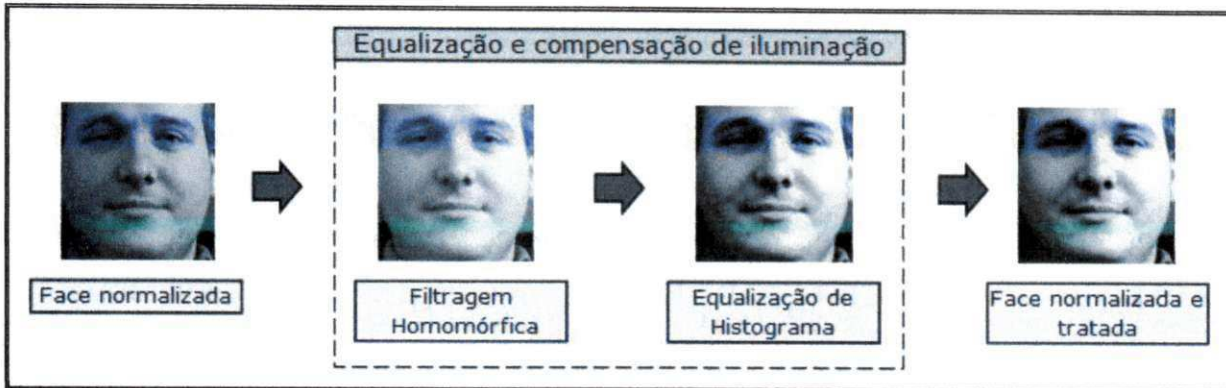 Equalização e compensação de iluminação
Face normalizada
Filtragem
Homomórfica
Equalização de
Histograma
Face normalizada e
tratada